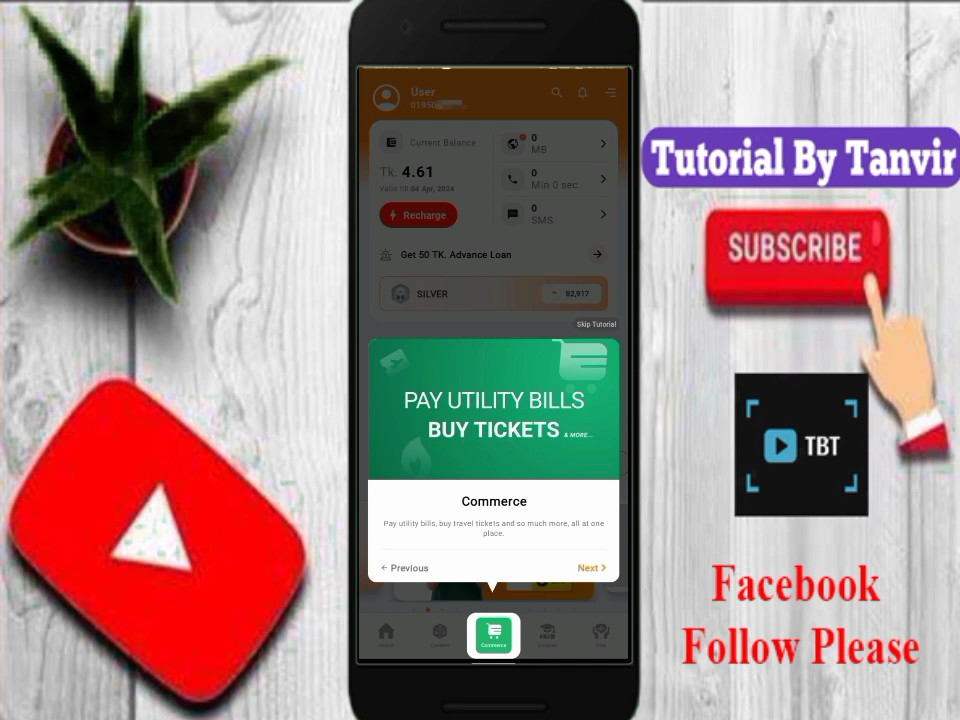 User
01950
Current Balance
Tk. 4.61
Valid till 04 Apr, 2024
Recharge
0
MB
0
Min 0 sec
0
SMS
Get 50 TK. Advance Loan
SILVER
82,917
Skip Tutorial
PAY UTILITY BILLS
BUY TICKETS & MORE...
Commerce
Pay utility bills, buy travel tickets and so much more, all at one
place.
Previous
Next
Commerce
Tutorial By Tanvir
SUBSCRIBE
TBT
Facebook
Follow Please